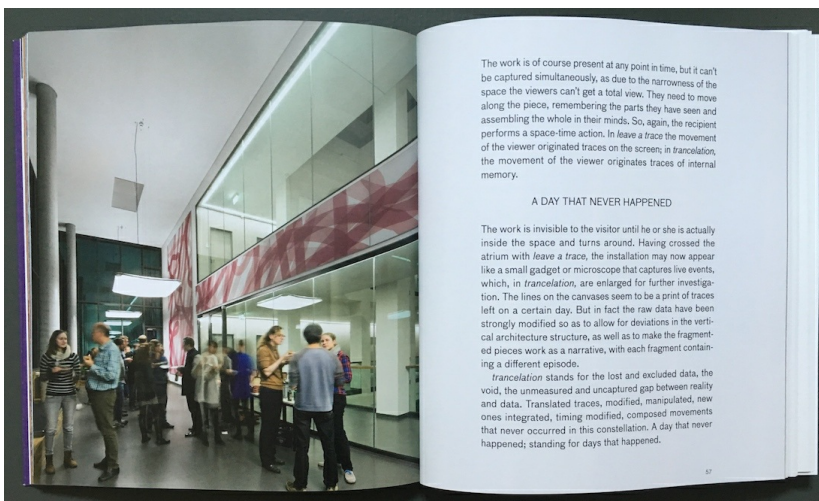 The work is of course present at any point in time, but it can't
be captured simultaneously, as due to the narrowness of the
space the viewers can't get a total view. They need to move
along the piece, remembering the parts they have seen and
assembling the whole in their minds. So, again, the recipient
performs a space-time action. In leave a trace the movement
of the viewer originated traces on the screen; in trancelation,
the movement of the viewer originates traces of internal
memory.
A DAY THAT NEVER HAPPENED
The work is invisible to the visitor until he or she is actually
inside the space and turns around. Having crossed the
atrium with leave a trace, the installation may now appear
like a small gadget or microscope that captures live events,
which, in trancelation, are enlarged for further investiga-
tion. The lines on the canvases seem to be a print of traces
left on a certain day. But in fact the raw data have been
strongly modified so as to allow for deviations in the verti-
cal architecture structure, as well as to make the fragment-
ed pieces work as a narrative, with each fragment contain-
ing a different episode.
trancelation stands for the lost and excluded data, the
void, the unmeasured and uncaptured gap between reality
and data. Translated traces, modified, manipulated, new
ones integrated, timing modified, composed movements
that never occurred in this constellation. A day that never
happened; standing for days that happened.
57